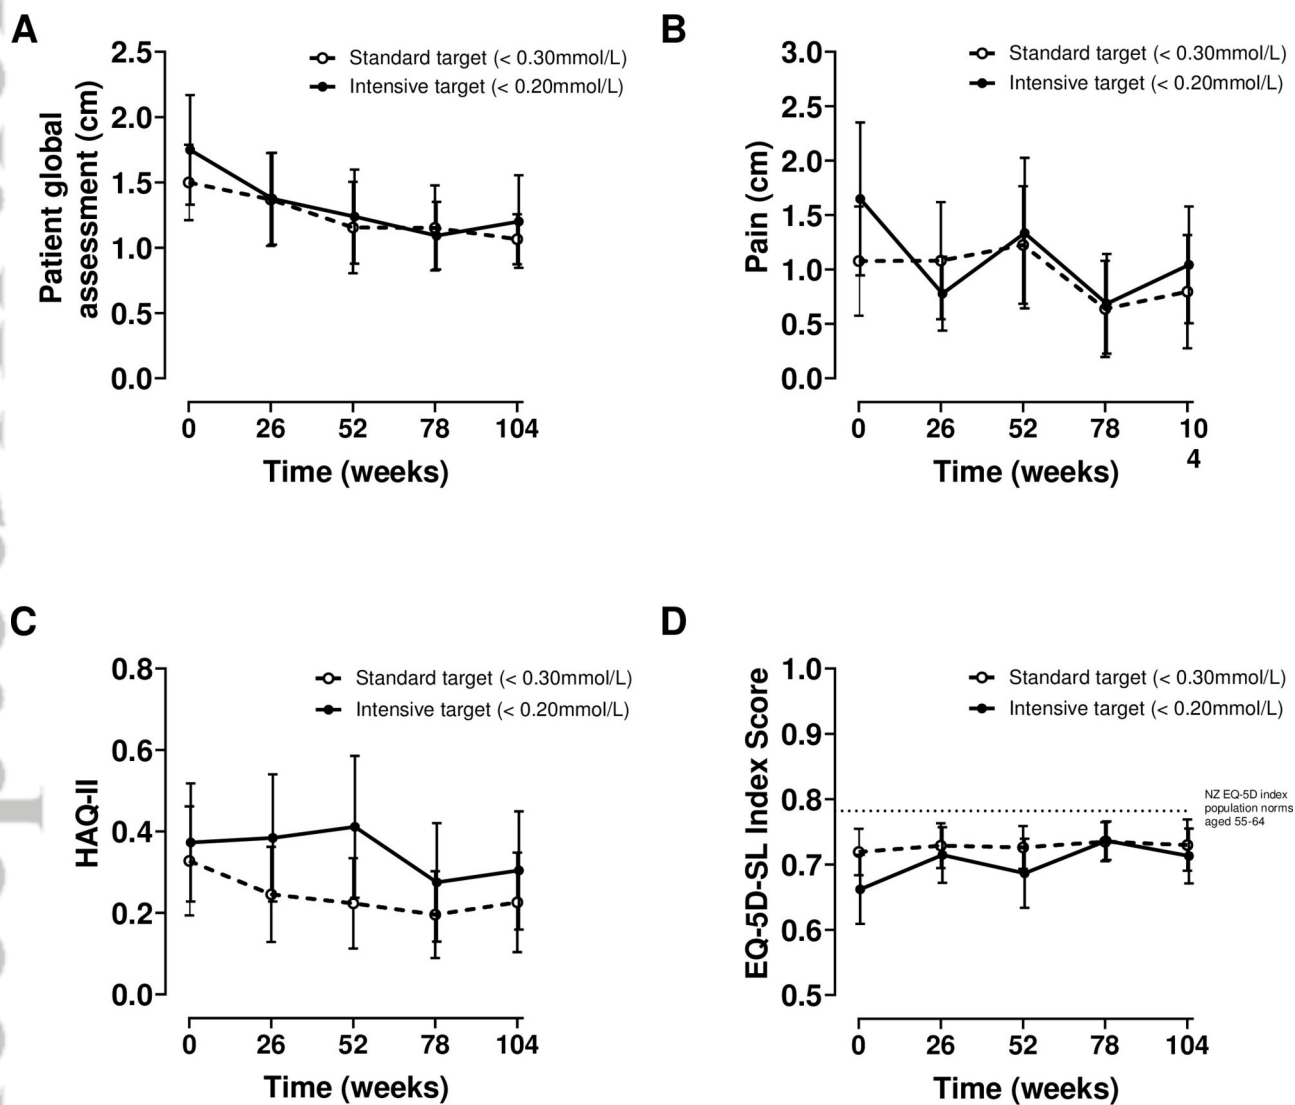 A
Standard target (< 0.30mmol/L)
Intensive target (< 0.20mmol/L)
Patient global
assessment (cm)
2.5
2.0
1.5
1.0
0.5
0.0
0 26 52 78 104
Time (weeks)
B
Standard target (< 0.30mmol/L)
Intensive target (< 0.20mmol/L)
Pain (cm)
3.0
2.5
2.0
1.5
1.0
0.5
0.0
0 26 52 78 10
4
Time (weeks)
C
Standard target (< 0.30mmol/L)
Intensive target (< 0.20mmol/L)
HAQ-II
0.8
0.6
0.4
0.2
0.0
0 26 52 78 104
Time (weeks)
D
Standard target (< 0.30mmol/L)
Intensive target (< 0.20mmol/L)
EQ-5D-SL Index Score
1.0
0.9
0.8
0.7
0.6
0.5
NZ EQ-5D index
population norms
aged 55-64
0 26 52 78 104
Time (weeks)